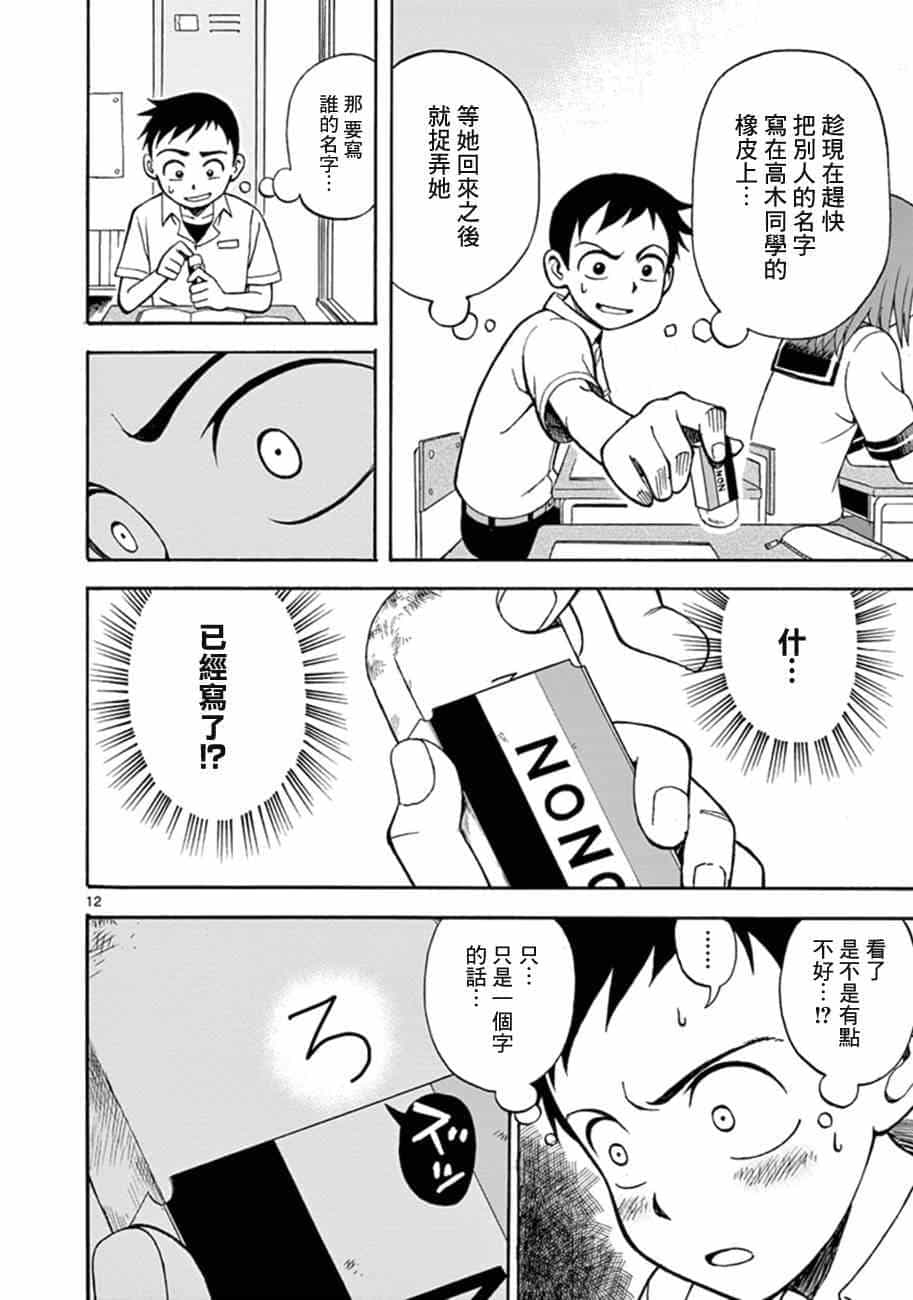 趁現在趕快
把別人的名字
寫在高木同學的
橡皮上…
等她回來之後
就捉弄她
NON
那 要寫
誰的名字…
什…
已經寫了!?
NONO
12
看了
是不是有點
不好…!?
……
只…
只是一個字
的話…
ろ
ズッ